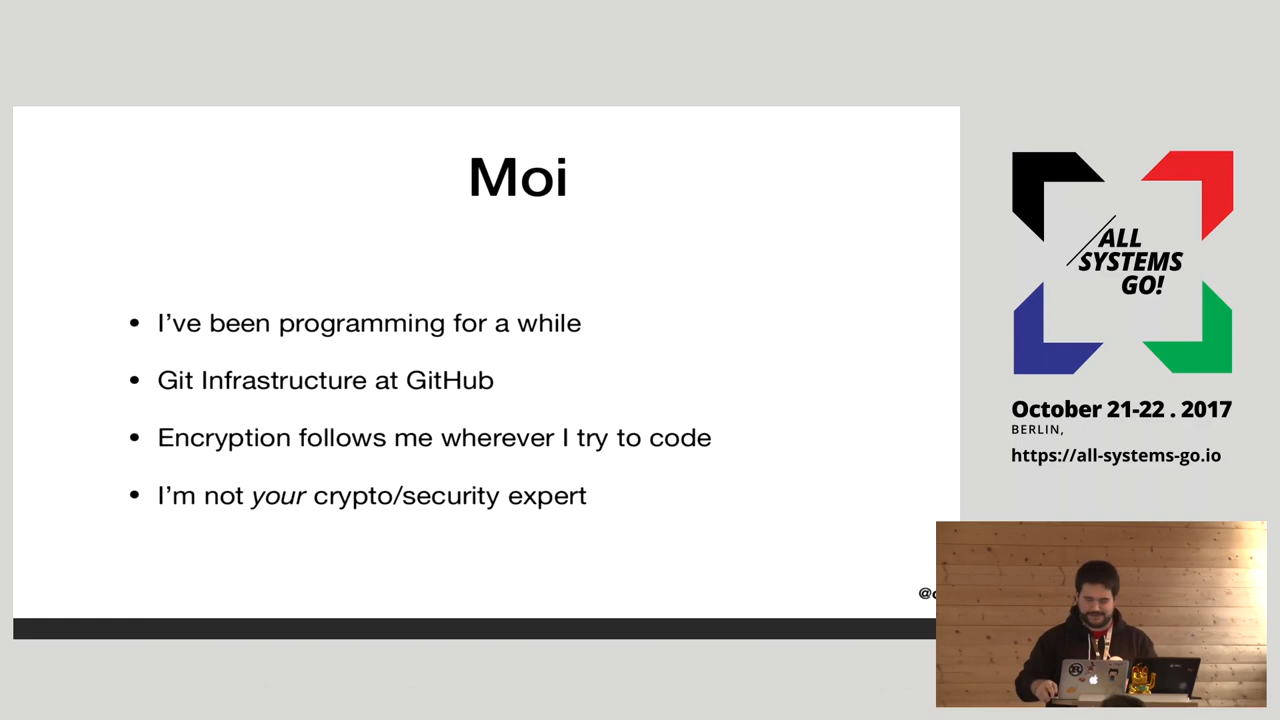 Moi
• I've been programming for a while
• Git Infrastructure at GitHub
• Encryption follows me wherever I try to code
• I'm not your crypto/security expert
ALL
SYSTEMS
GO!
October 21-22 . 2017
BERLIN,
https://all-systems-go.io